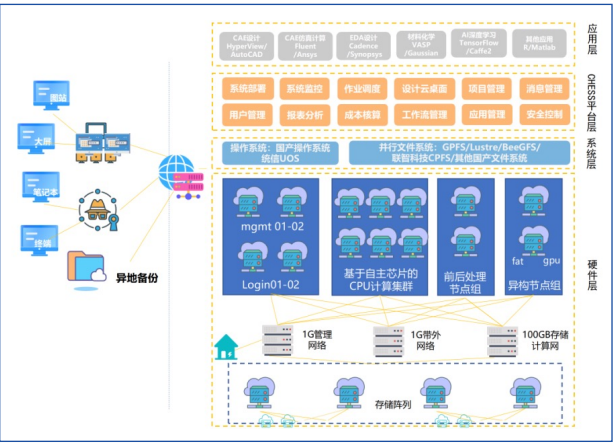 CAE设计
HyperView/
AutoCAD
CAE仿真计算
Fluent
/Ansys
EDA设计
Cadence
/Synopsys
材料化学
VASP
/Gaussian
AI深度学习
TensorFlow
/Caffe2
其他应用
R/Matlab
应用层
系统部署
系统监控
作业调度
设计云桌面
项目管理
消息管理
用户管理
报表分析
成本核算
工作流管理
应用管理
安全控制
CHESS平台层
操作系统：国产操作系统
统信UOS
并行文件系统：GPFS/Lustre/BeeGFS/
联智科技CPFS/其他国产文件系统
系统层
图站
大屏
笔记本
终端
异地备份
mgmt 01-02
Login01-02
基于自主芯片的
CPU计算集群
前后处理
节点组
fat
gpu
异构节点组
硬件层
1G管理
网络
1G带外
网络
100GB存储
计算网
存储阵列